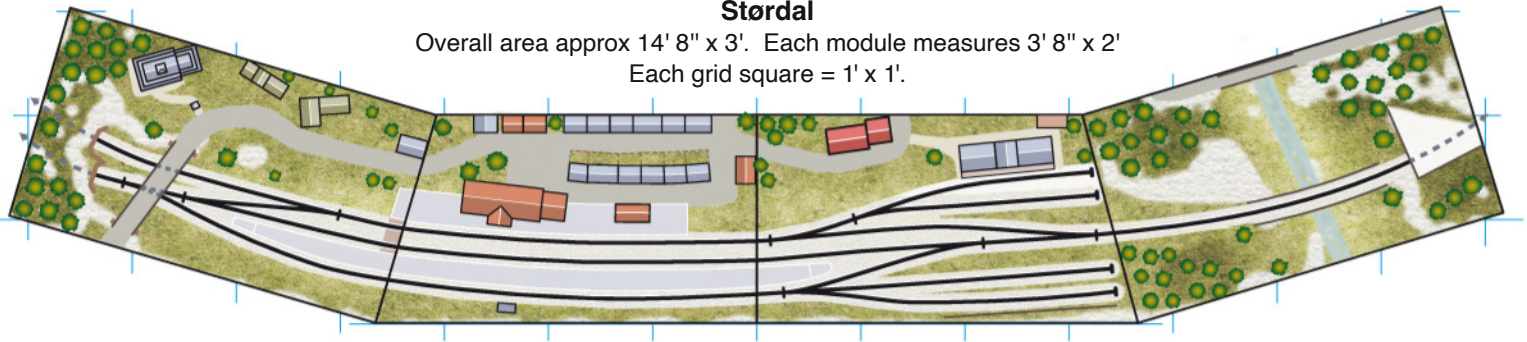 Størdal
Overall area approx 14' 8" x 3'.  Each module measures 3' 8" x 2'
Each grid square = 1' x 1'.